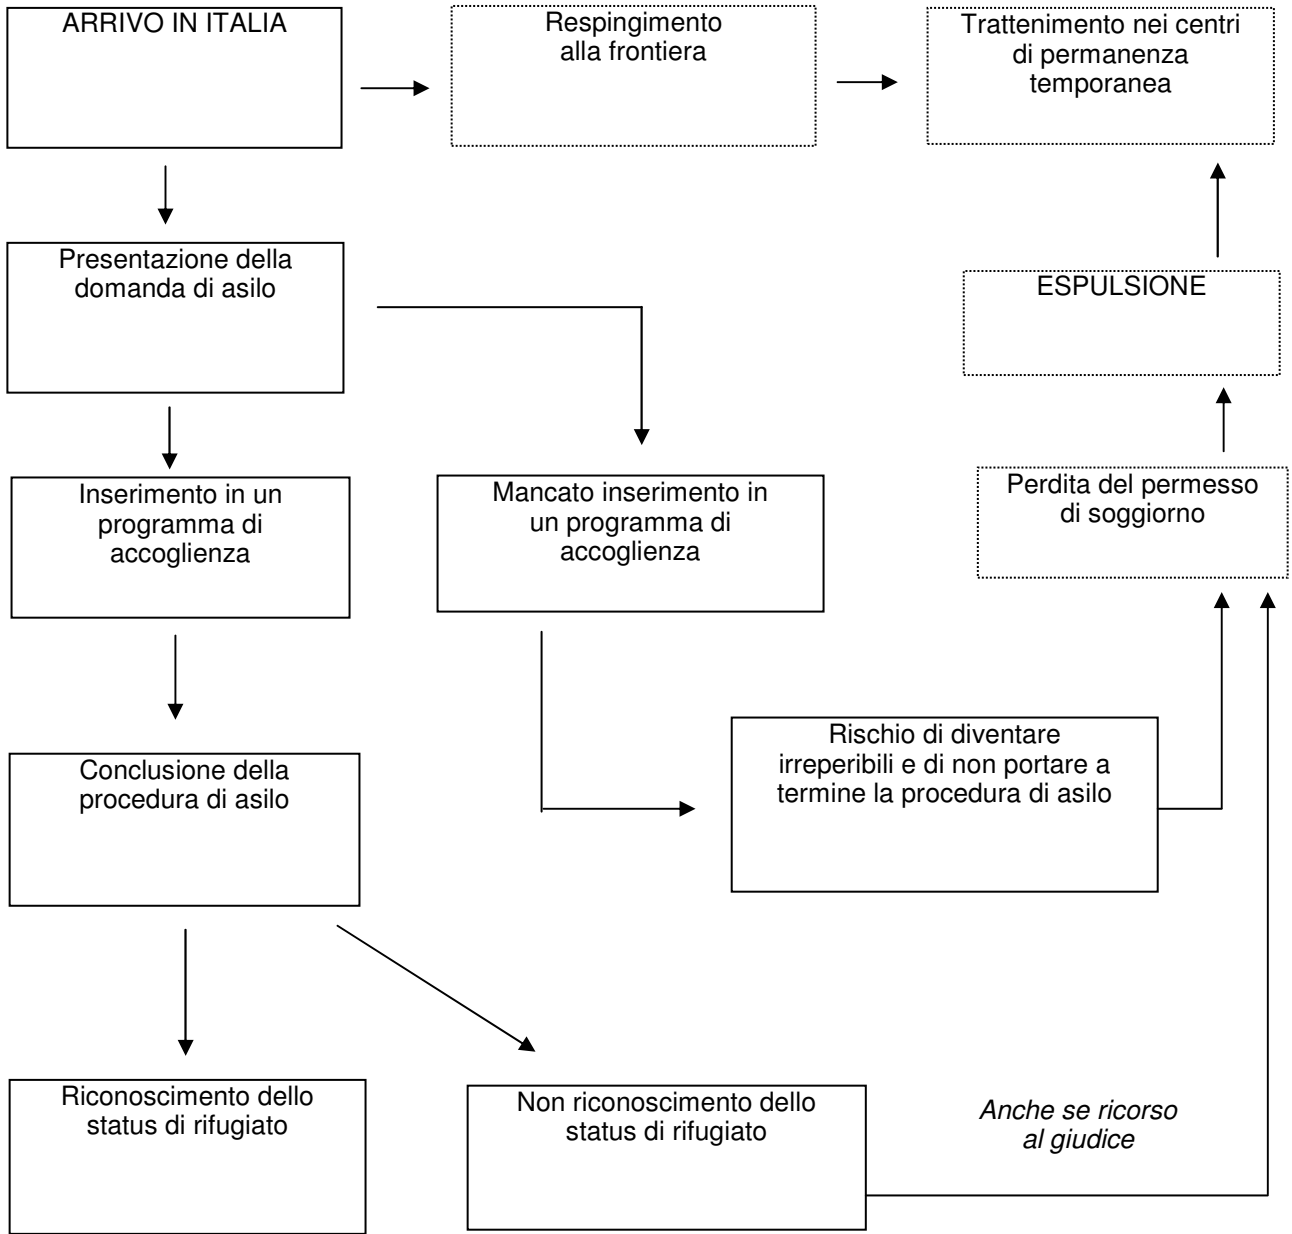 ARRIVO IN ITALIA
Respingimento
alla frontiera
Trattenimento nei centri
di permanenza
temporanea
Presentazione della
domanda di asilo
ESPULSIONE
Inserimento in un
programma di
accoglienza
Mancato inserimento in
un programma di
accoglienza
Perdita del permesso
di soggiorno
Conclusione della
procedura di asilo
Rischio di diventare
irreperibili e di non portare a
termine la procedura di asilo
Riconoscimento dello
status di rifugiato
Non riconoscimento dello
status di rifugiato
Anche se ricorso
al giudice